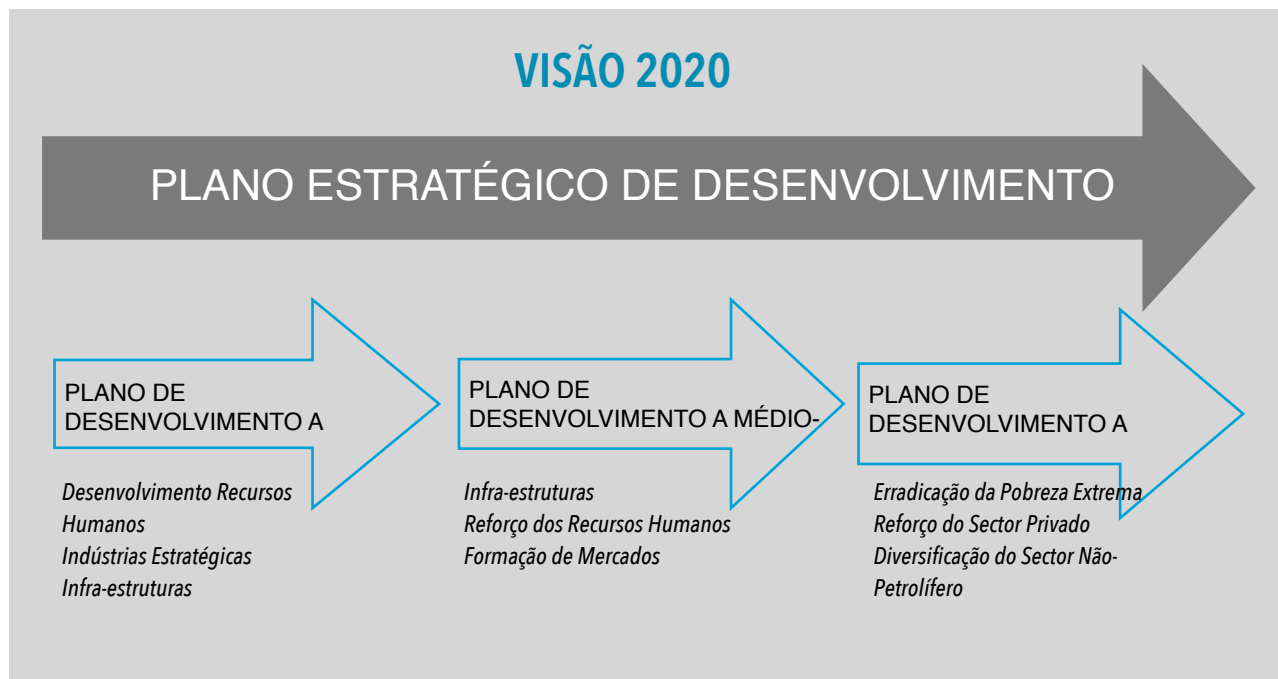 VISÃO 2020
PLANO ESTRATÉGICO DE DESENVOLVIMENTO
PLANO DE
DESENVOLVIMENTO A
Desenvolvimento Recursos
Humanos
Indústrias Estratégicas
Infra-estruturas
PLANO DE
DESENVOLVIMENTO A MÉDIO-
Infra-estruturas
Reforço dos Recursos Humanos
Formação de Mercados
PLANO DE
DESENVOLVIMENTO A
Erradicação da Pobreza Extrema
Reforço do Sector Privado
Diversificação do Sector Não-
Petrolífero